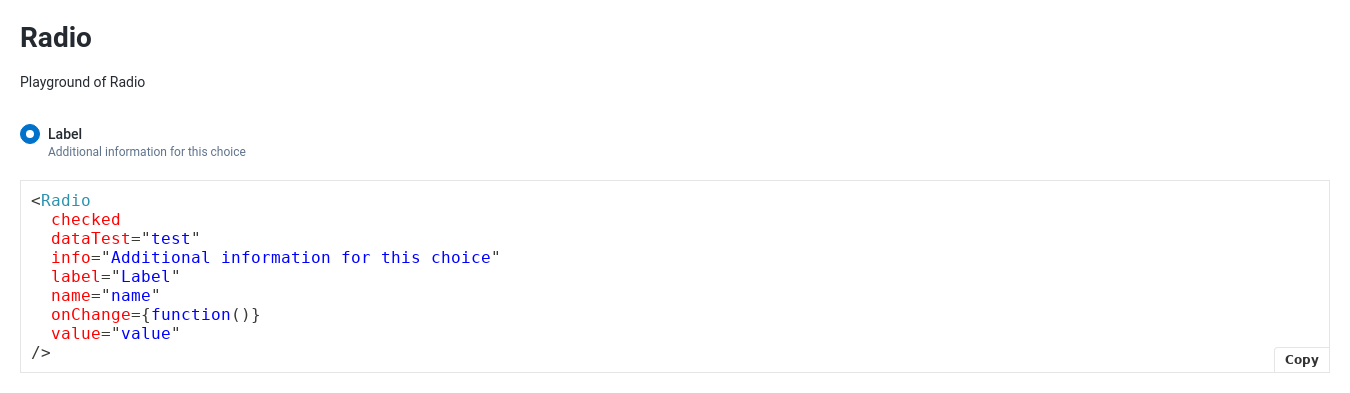 Radio
Playground of Radio
Label
Additional information for this choice
<Radio
  checked
  dataTest="test"
  info="Additional information for this choice"
  label="Label"
  name="name"
  onChange={function()}
  value="value"
/>
Copy